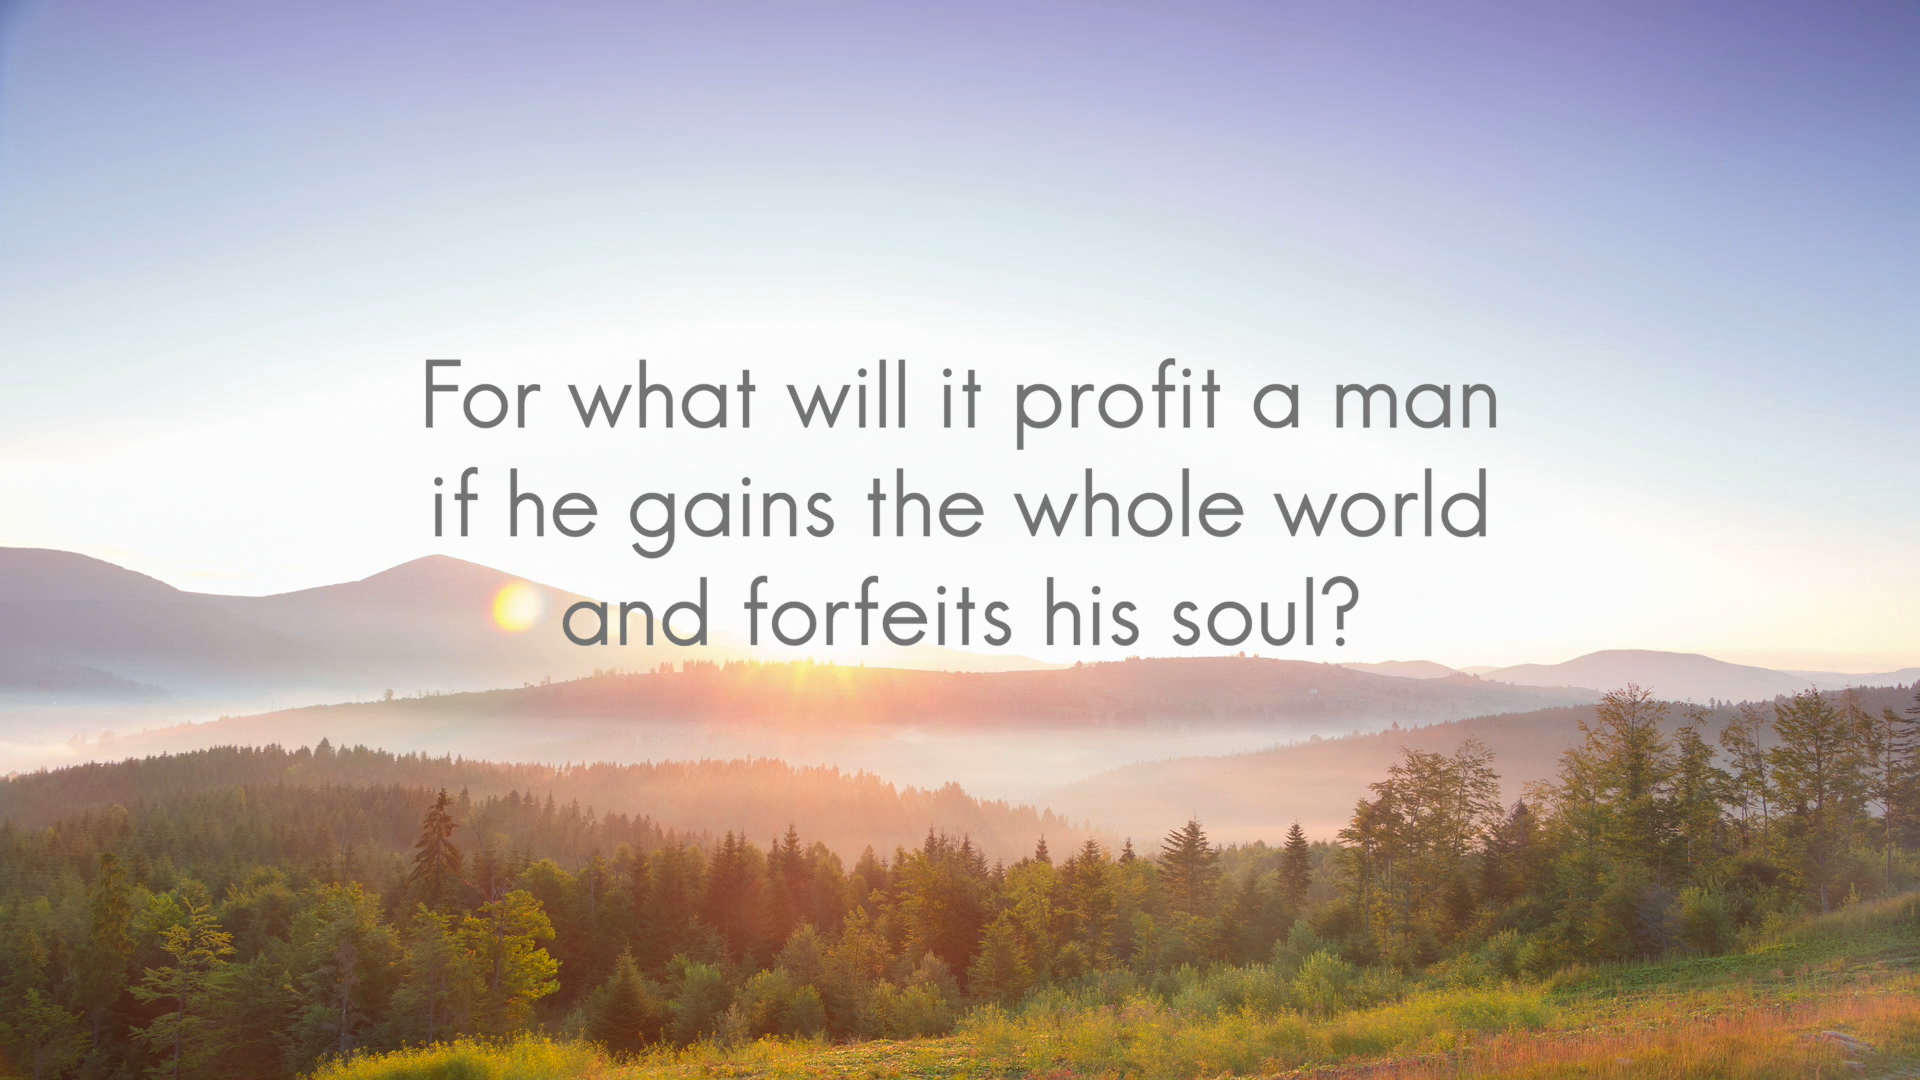 For what will it profit a man
if he gains the whole world
and forfeits his soul?